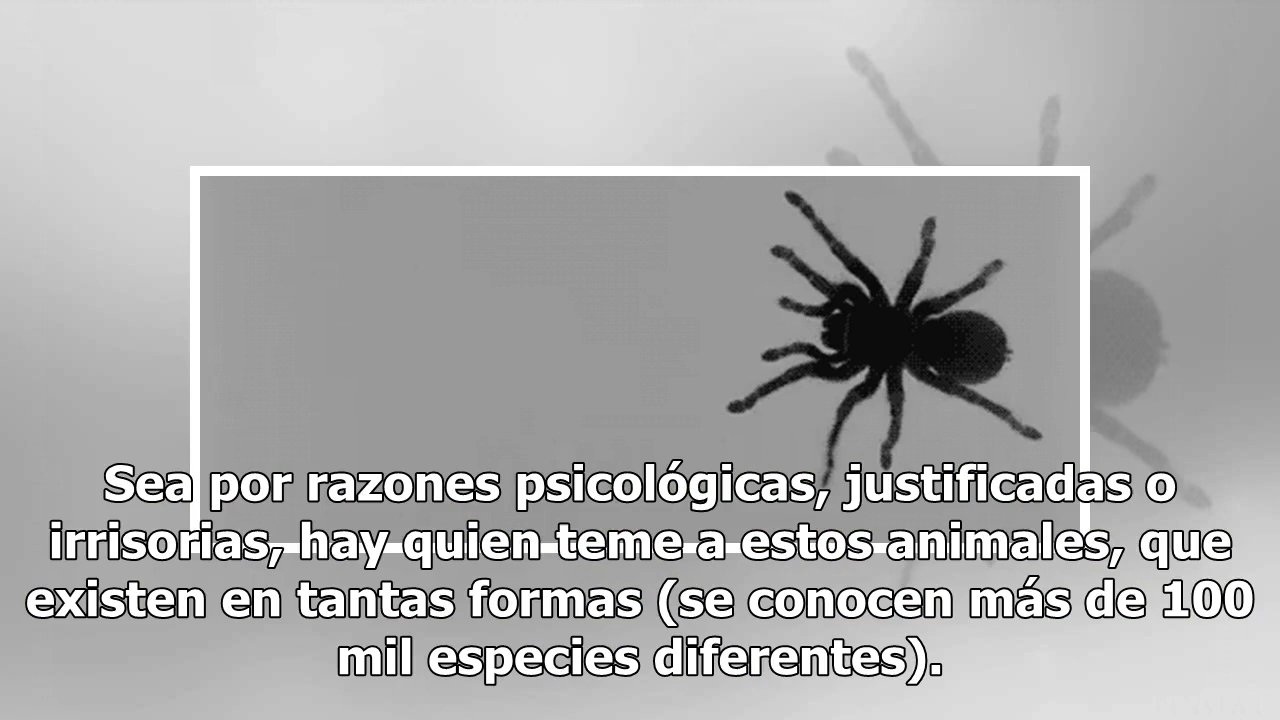 Sea por razones psicológicas, justificadas o
irrisorias, hay quien teme a estos animales, que
existen en tantas formas (se conocen más de 100
mil especies diferentes).